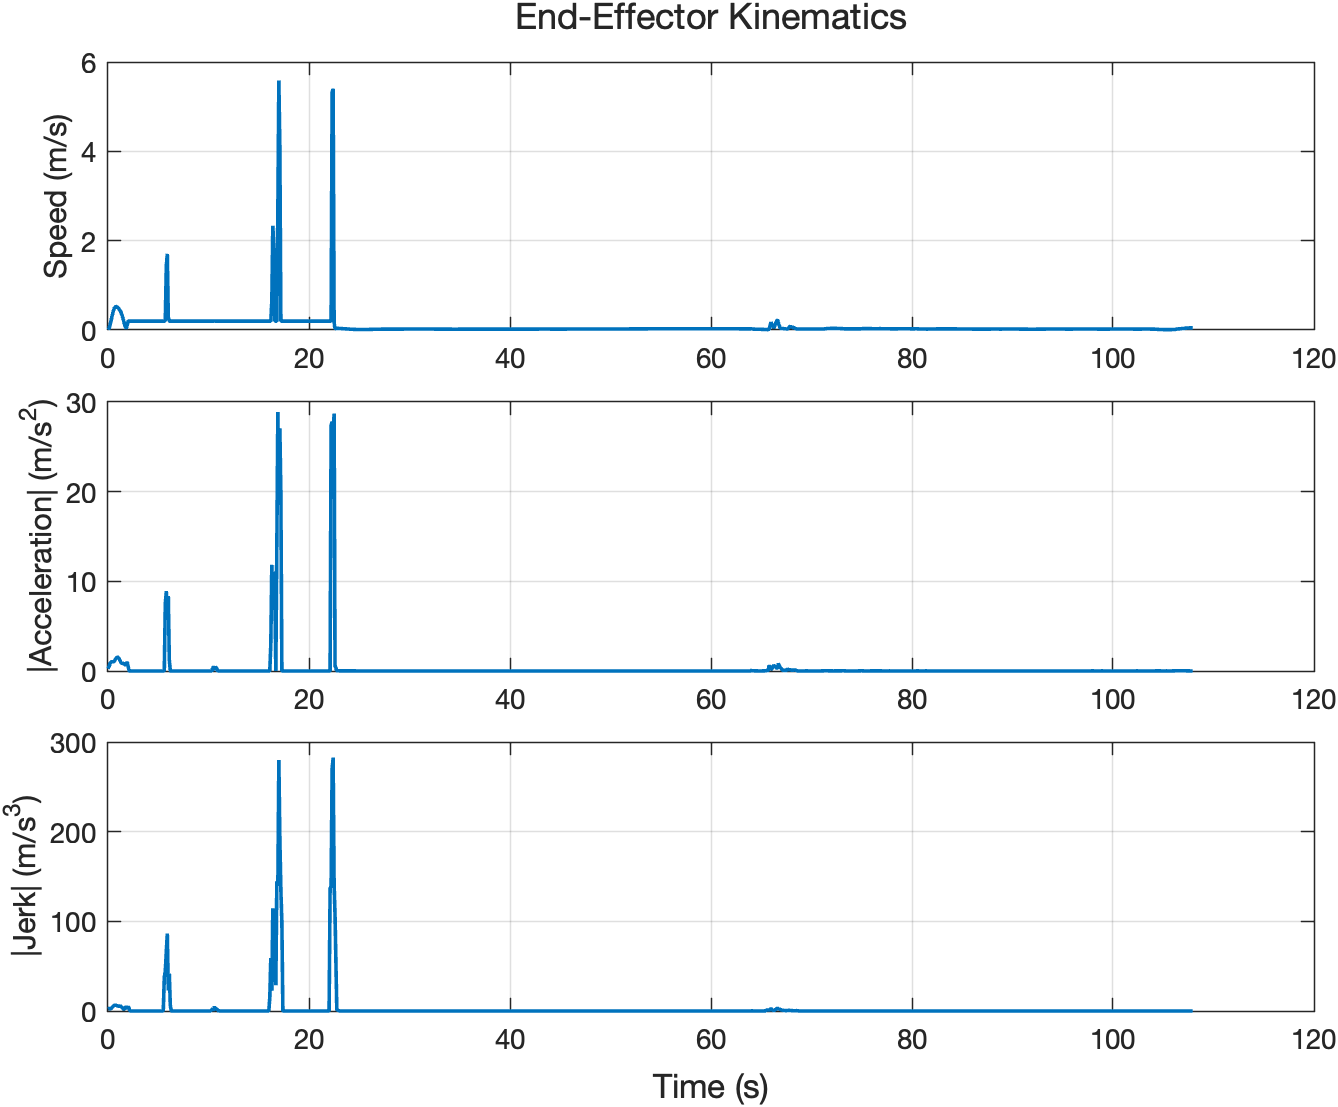 End-Effector Kinematics
Speed (m/s)
6
4
2
0
0 20 40 60 80 100 120
|Acceleration| (m/s²)
30
20
10
0
0 20 40 60 80 100 120
|Jerk| (m/s³)
300
200
100
0
0 20 40 60 80 100 120
Time (s)